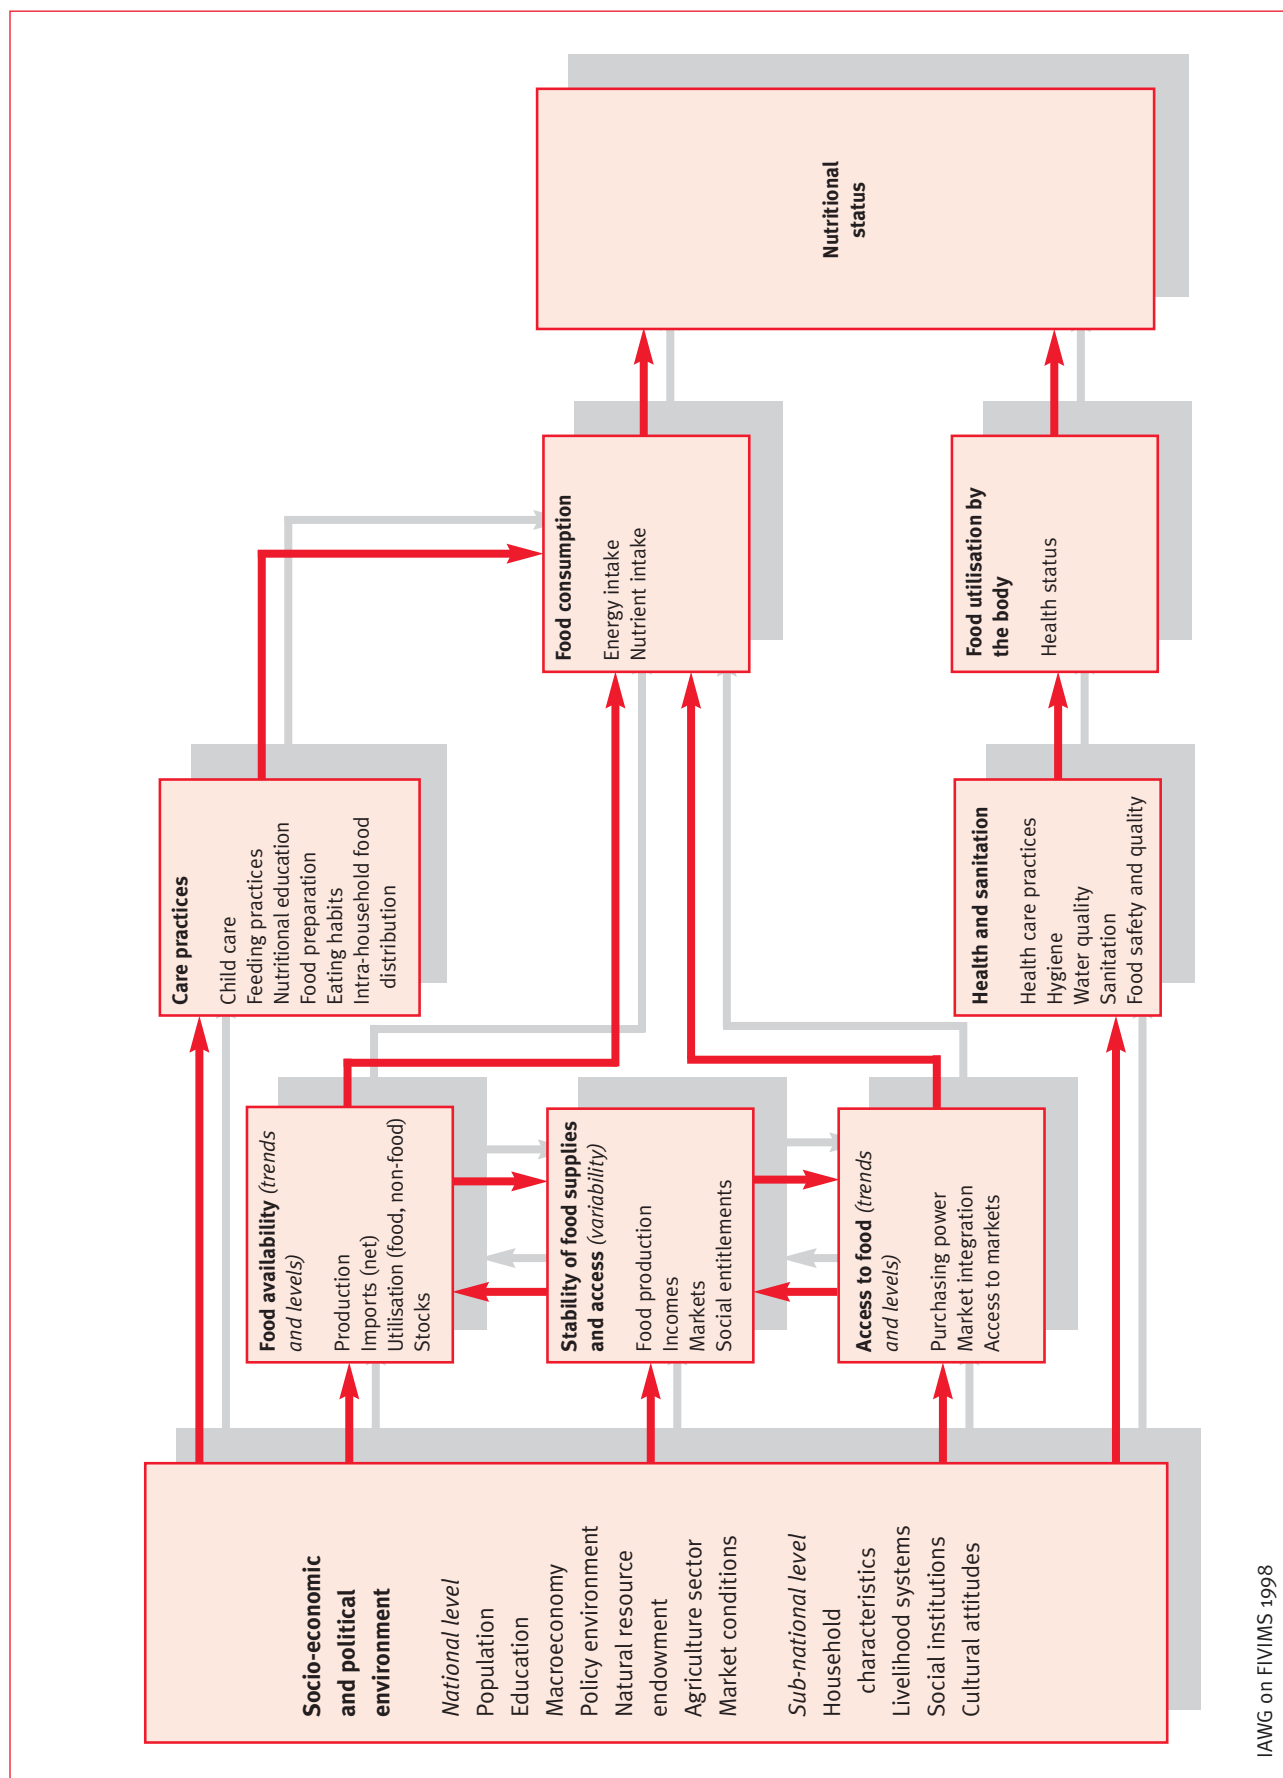 Socio-economic
and political
environment
National level
Population
Education
Macroeconomy
Policy environment
Natural resource
endowment
Agriculture sector
Market conditions
Sub-national level
Household
characteristics
Livelihood systems
Social institutions
Cultural attitudes
Food availability (trends
and levels)
Production
Imports (net)
Utilisation (food, non-food)
Stocks
Stability of food supplies
and access (variability)
Food production
Incomes
Markets
Social entitlements
Access to food (trends
and levels)
Purchasing power
Market integration
Access to markets
Care practices
Child care
Feeding practices
Nutritional education
Food preparation
Eating habits
Intra-household food
distribution
Health and sanitation
Health care practices
Hygiene
Water quality
Sanitation
Food safety and quality
Food consumption
Energy intake
Nutrient intake
Food utilisation by
the body
Health status
Nutritional
status
IAWG on FIVIMS 1998